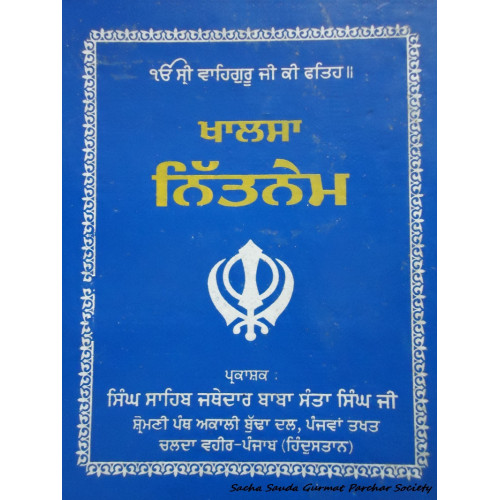 ੴ ਸ੍ਰੀ ਵਾਹਿਗੁਰੂ ਜੀ ਕੀ ਫਤਿਹ॥
ਖਾਲਸਾ
ਨਿੱਤਨੇਮ
ਪ੍ਰਕਾਸ਼ਕ :
ਸਿੰਘ ਸਾਹਿਬ ਜਥੇਦਾਰ ਬਾਬਾ ਸੰਤਾ ਸਿੰਘ ਜੀ
ਸ਼੍ਰੋਮਣੀ ਪੰਥ ਅਕਾਲੀ ਬੁੱਢਾ ਦਲ, ਪੰਜਵਾਂ ਤਖਤ
ਚਲਦਾ ਵਹੀਰ-ਪੰਜਾਬ (ਹਿੰਦੁਸਤਾਨ)
Sacha Sauda Gurmat Parchar Society